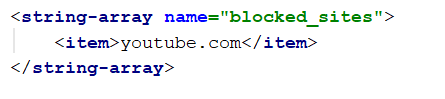 <string-array name="blocked_sites">
<item>youtube.com</item>
</string-array>